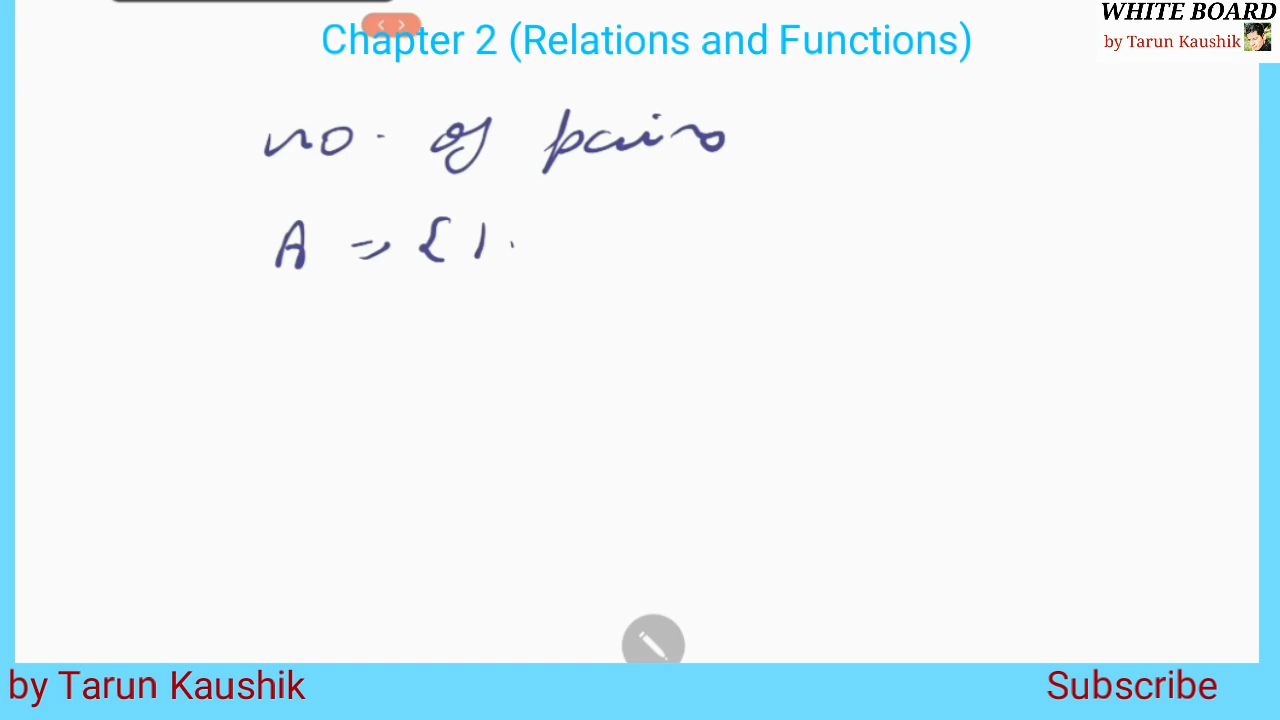 WHITE BOARD
by Tarun Kaushik
Chapter 2 (Relations and Functions)
no. of pairs
A => { 1.
by Tarun Kaushik
Subscribe